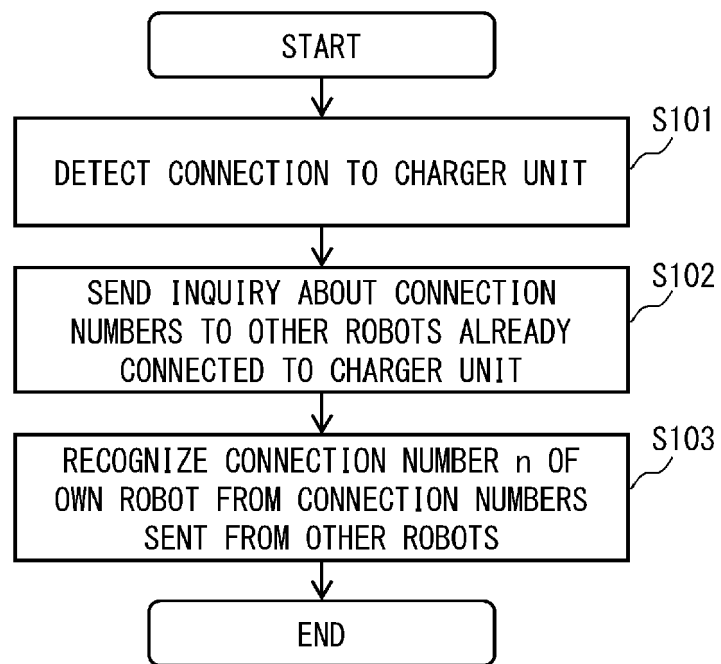 START
S101
DETECT CONNECTION TO CHARGER UNIT
S102
SEND INQUIRY ABOUT CONNECTION
NUMBERS TO OTHER ROBOTS ALREADY
CONNECTED TO CHARGER UNIT
S103
RECOGNIZE CONNECTION NUMBER n OF
OWN ROBOT FROM CONNECTION NUMBERS
SENT FROM OTHER ROBOTS
END